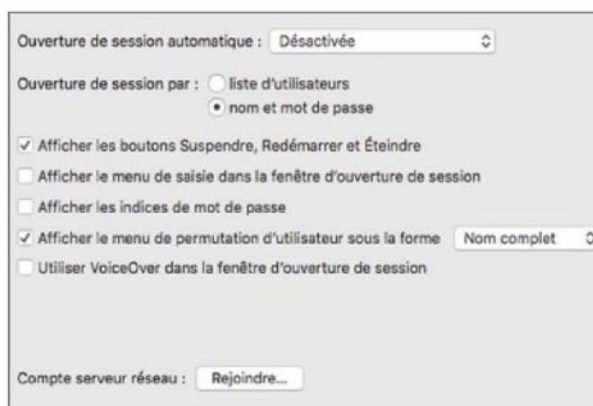 Ouverture de session automatique : Désactivée
Ouverture de session par : liste d'utilisateurs
nom et mot de passe
Afficher les boutons Suspendre, Redémarrer et Éteindre
Afficher le menu de saisie dans la fenêtre d'ouverture de session
Afficher les indices de mot de passe
Afficher le menu de permutation d'utilisateur sous la forme Nom complet
Utiliser VoiceOver dans la fenêtre d'ouverture de session
Compte serveur réseau : Rejoindre...